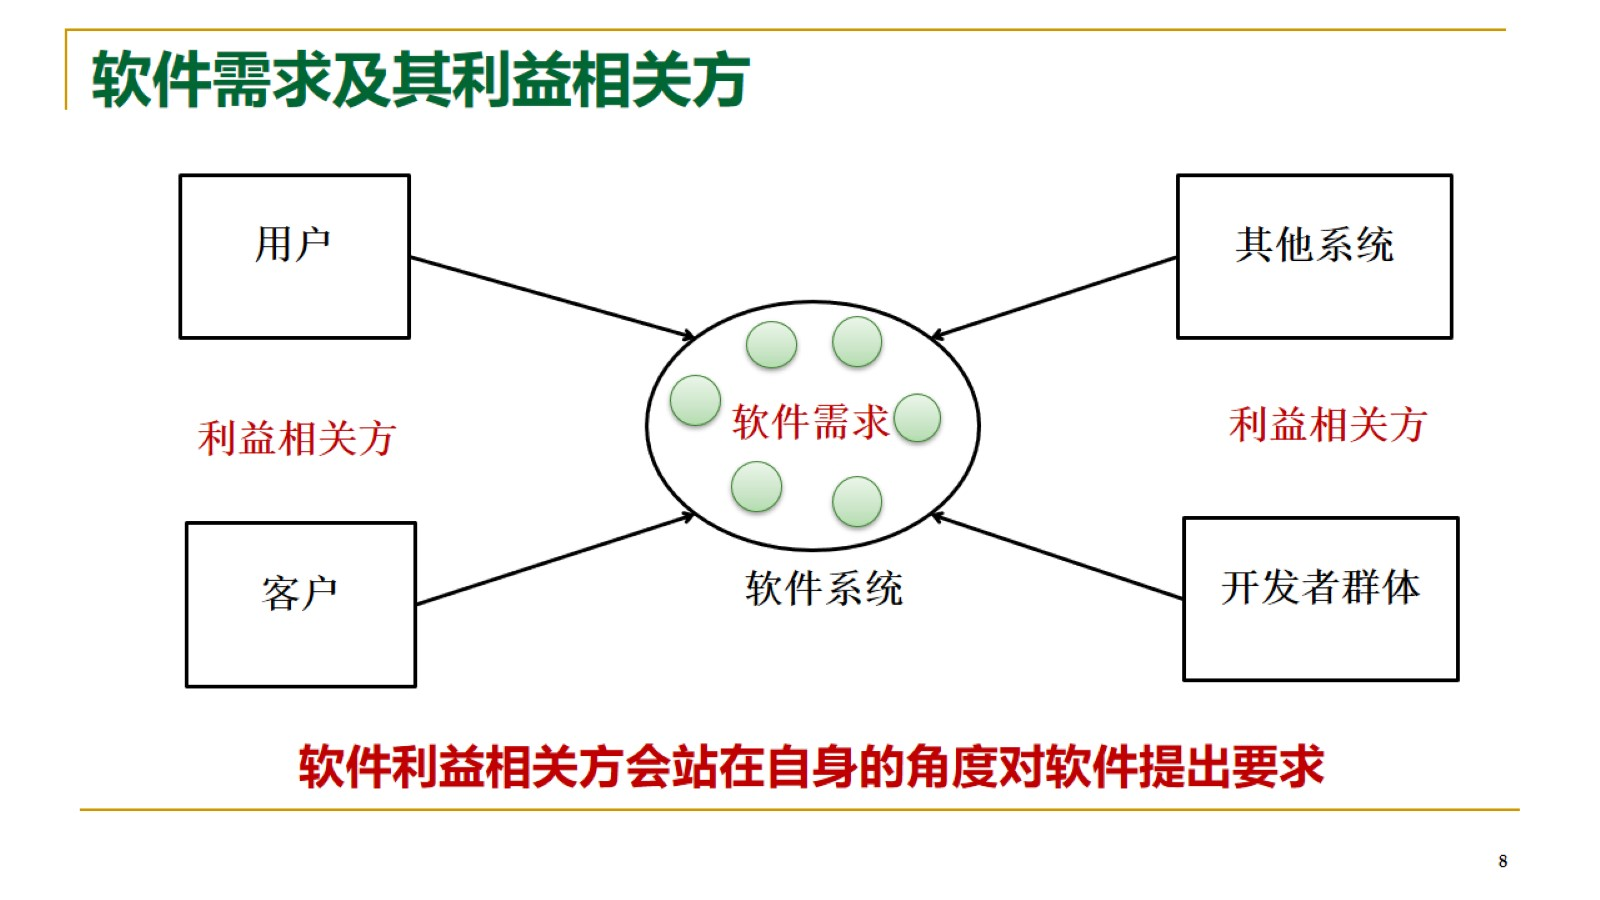 软件需求及其利益相关方
用户
其他系统
软件需求
利益相关方
利益相关方
软件系统
客户
开发者群体
软件利益相关方会站在自身的角度对软件提出要求
8